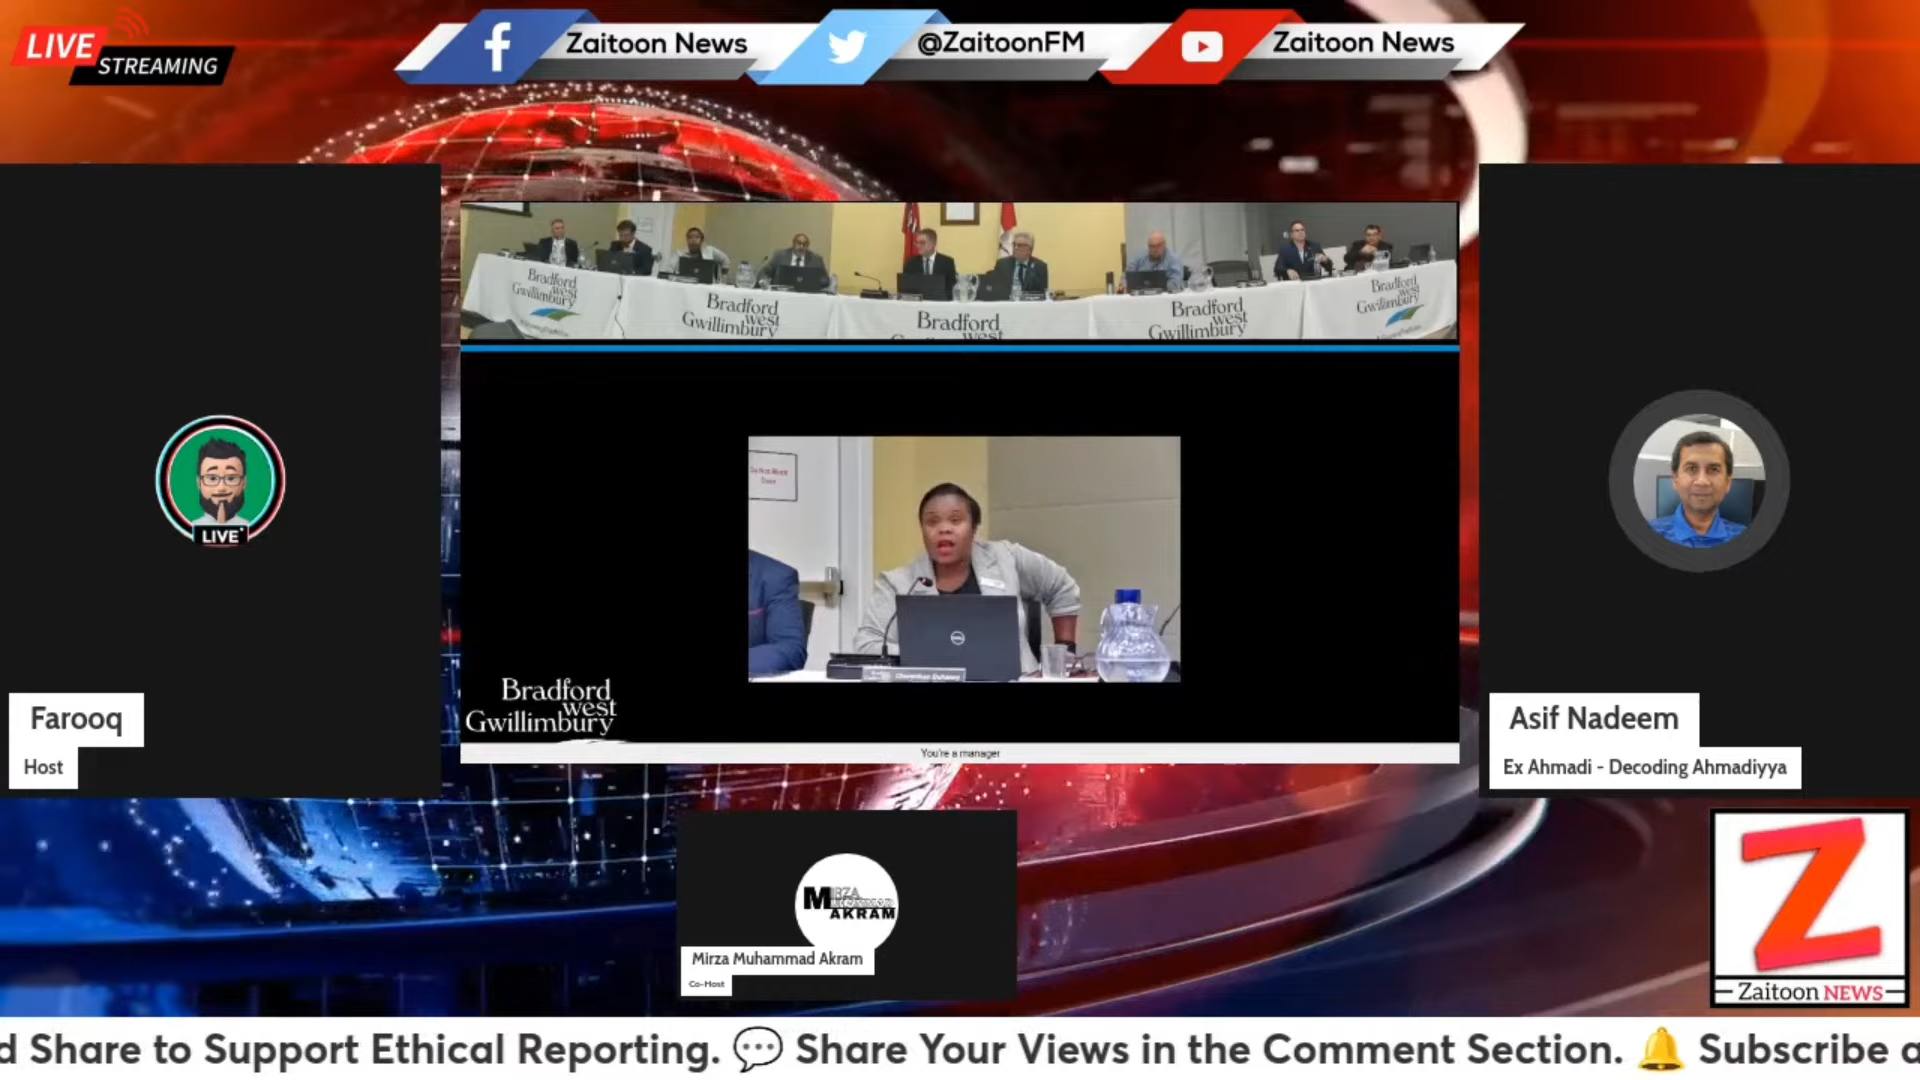 LIVE
STREAMING
Zaitoon News
@ZaitoonFM
Zaitoon News
Bradford
west
Gwillimbury
Bradford
west
Gwillimbury
Bradford
west
Bradford
west
Gwillimbury
Bradford
west
Gwillimbury
LIVE
Farooq
Host
DELL
Bradford
west
Gwillimbury
You're a manager
Asif Nadeem
Ex Ahmadi - Decoding Ahmadiyya
MIRZA
MUHAMMAD
AKRAM
Mirza Muhammad Akram
Co-Host
Z
Zaitoon NEWS
d Share to Support Ethical Reporting. 💬 Share Your Views in the Comment Section. 🔔 Subscribe a